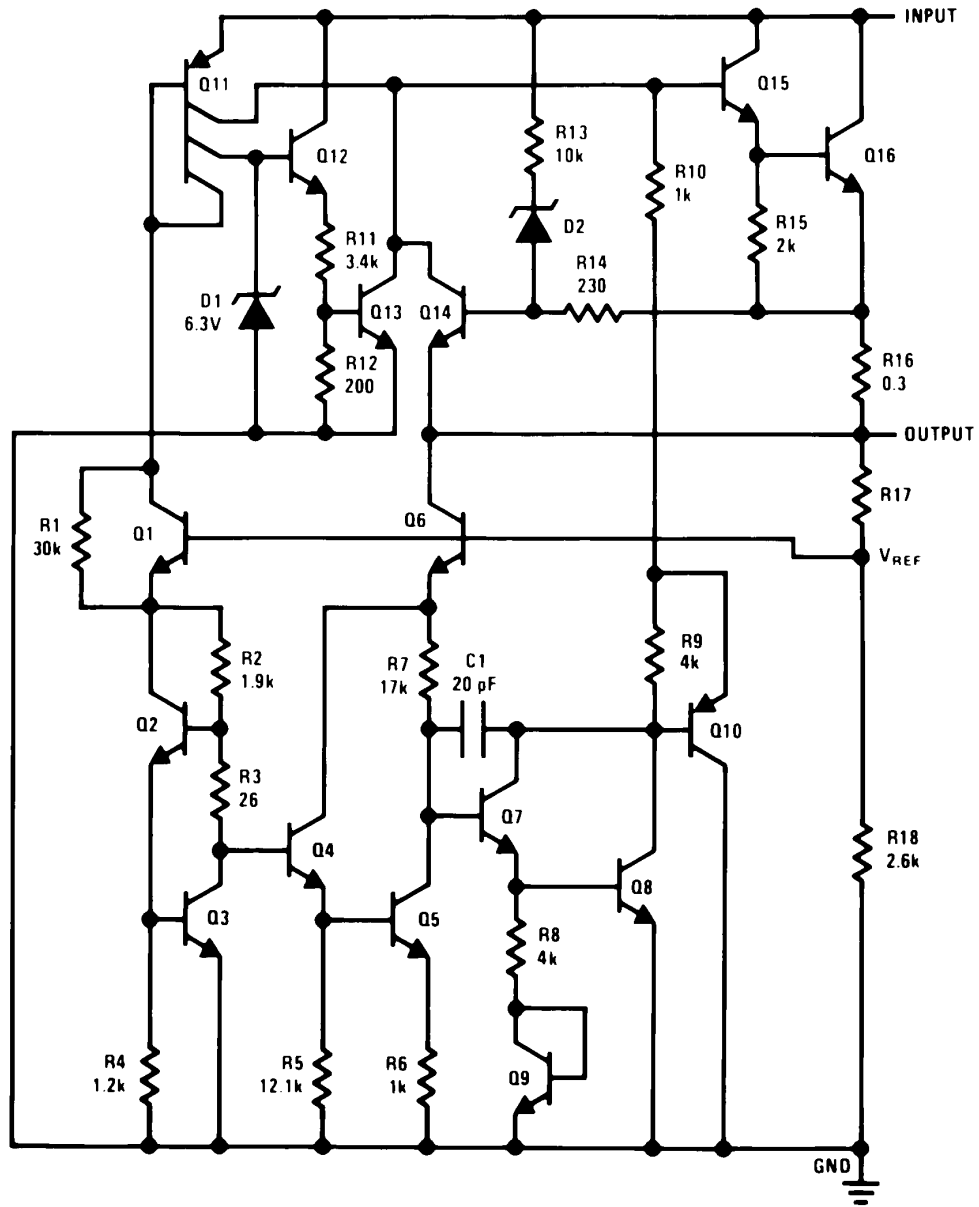 INPUT
Q11
Q15
Q12
R13
10k
Q16
R10
1k
R11
3.4k
D2
R15
2k
R14
230
D1
6.3V
Q13
Q14
R12
200
R16
0.3
OUTPUT
R1
30k
Q1
Q6
R17
VREF
R2
1.9k
R7
17k
C1
20 pF
R9
4k
Q2
Q10
R3
26
Q7
Q4
R18
2.6k
Q3
Q5
Q8
R8
4k
R4
1.2k
R5
12.1k
R6
1k
Q9
GND